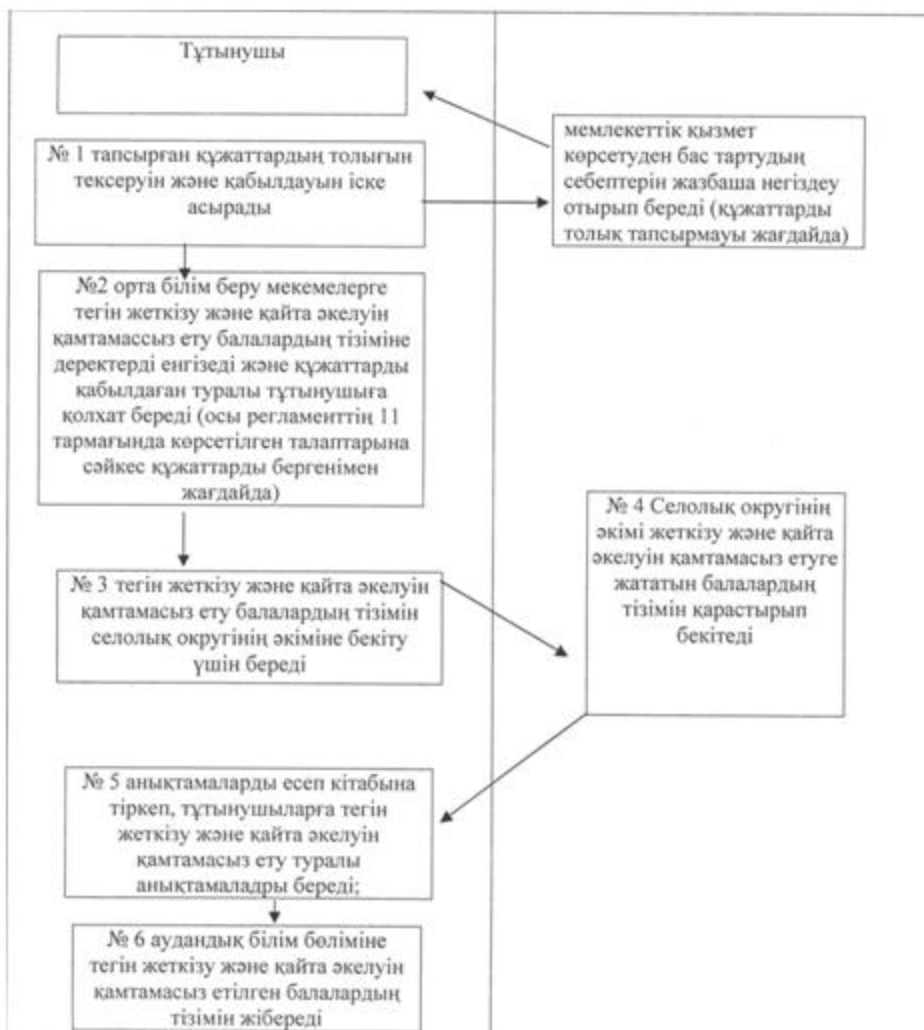 Тұтынушы
№ 1 тапсырған құжаттардың толығын
тексеруін және қабылдауын іске
асырады
мемлекеттік қызмет
көрсетуден бас тартудың
себептерін жазбаша негіздеу
отырып береді (құжаттарды
толық тапсырмауы жағдайда)
№2 орта білім беру мекемелерге
тегін жеткізу және қайта әкелуін
қамтамассыз ету балалардың тізіміне
деректерді енгізеді және құжаттарды
қабылдаған туралы тұтынушыға
қолхат береді (осы регламенттің 11
тармағында көрсетілген талаптарына
сәйкес құжаттарды бергенімен
жағдайда)
№ 3 тегін жеткізу және қайта әкелуін
қамтамасыз ету балалардың тізімін
селолық округінің әкіміне бекіту
үшін береді
№ 4 Селолық округінің
әкімі жеткізу және қайта
әкелуін қамтамасыз етуге
жататын балалардың
тізімін қарастырып
бекітеді
№ 5 анықтамаларды есеп кітабына
тіркеп, тұтынушыларға тегін
жеткізу және қайта әкелуін
қамтамасыз ету туралы
анықтамаладры береді;
№ 6 аудандық білім бөліміне
тегін жеткізу және қайта әкелуін
қамтамасыз етілген балалардың
тізімін жібереді